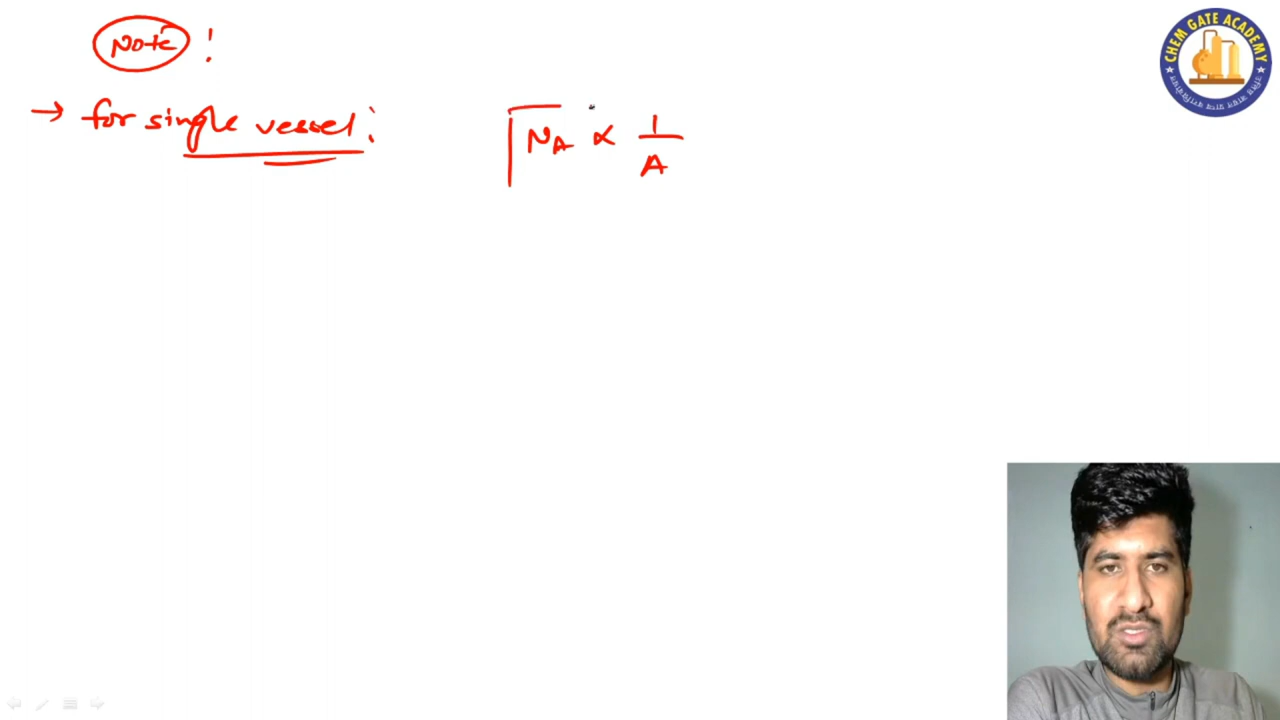 Note :
→ for single vessel :
N_A ∝ 1/A
CHEM GATE ACADEMY